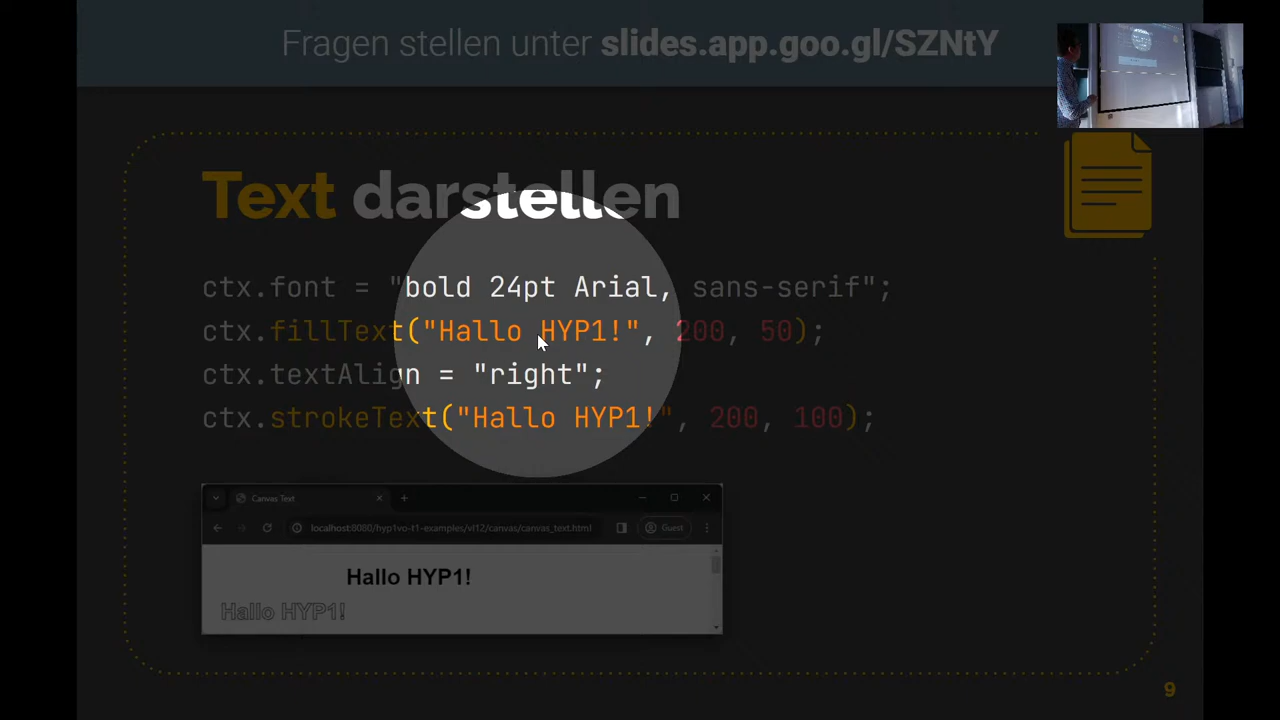 Fragen stellen unter slides.app.goo.gl/SZNtY
Text darstellen
ctx.font = "bold 24pt Arial, sans-serif";
ctx.fillText("Hallo HYP1!", 200, 50);
ctx.textAlign = "right";
ctx.strokeText("Hallo HYP1!", 200, 100);
Canvas Text
localhost:8080/hyp1vo-t1-examples/vl12/canvas/canvas_text.html
Guest
Hallo HYP1!
Hallo HYP1!
9